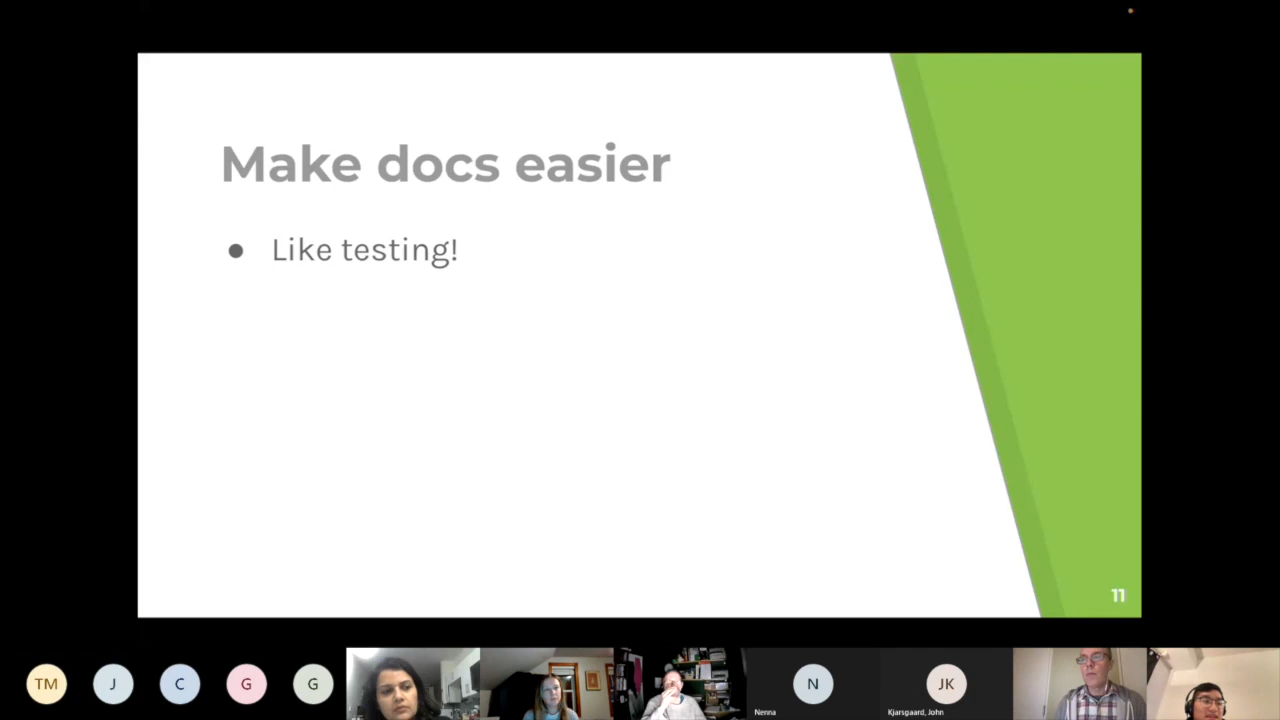 Make docs easier
● Like testing!
11
TM
J
C
G
G
N
Nenna
JK
Kjarsgaard, John